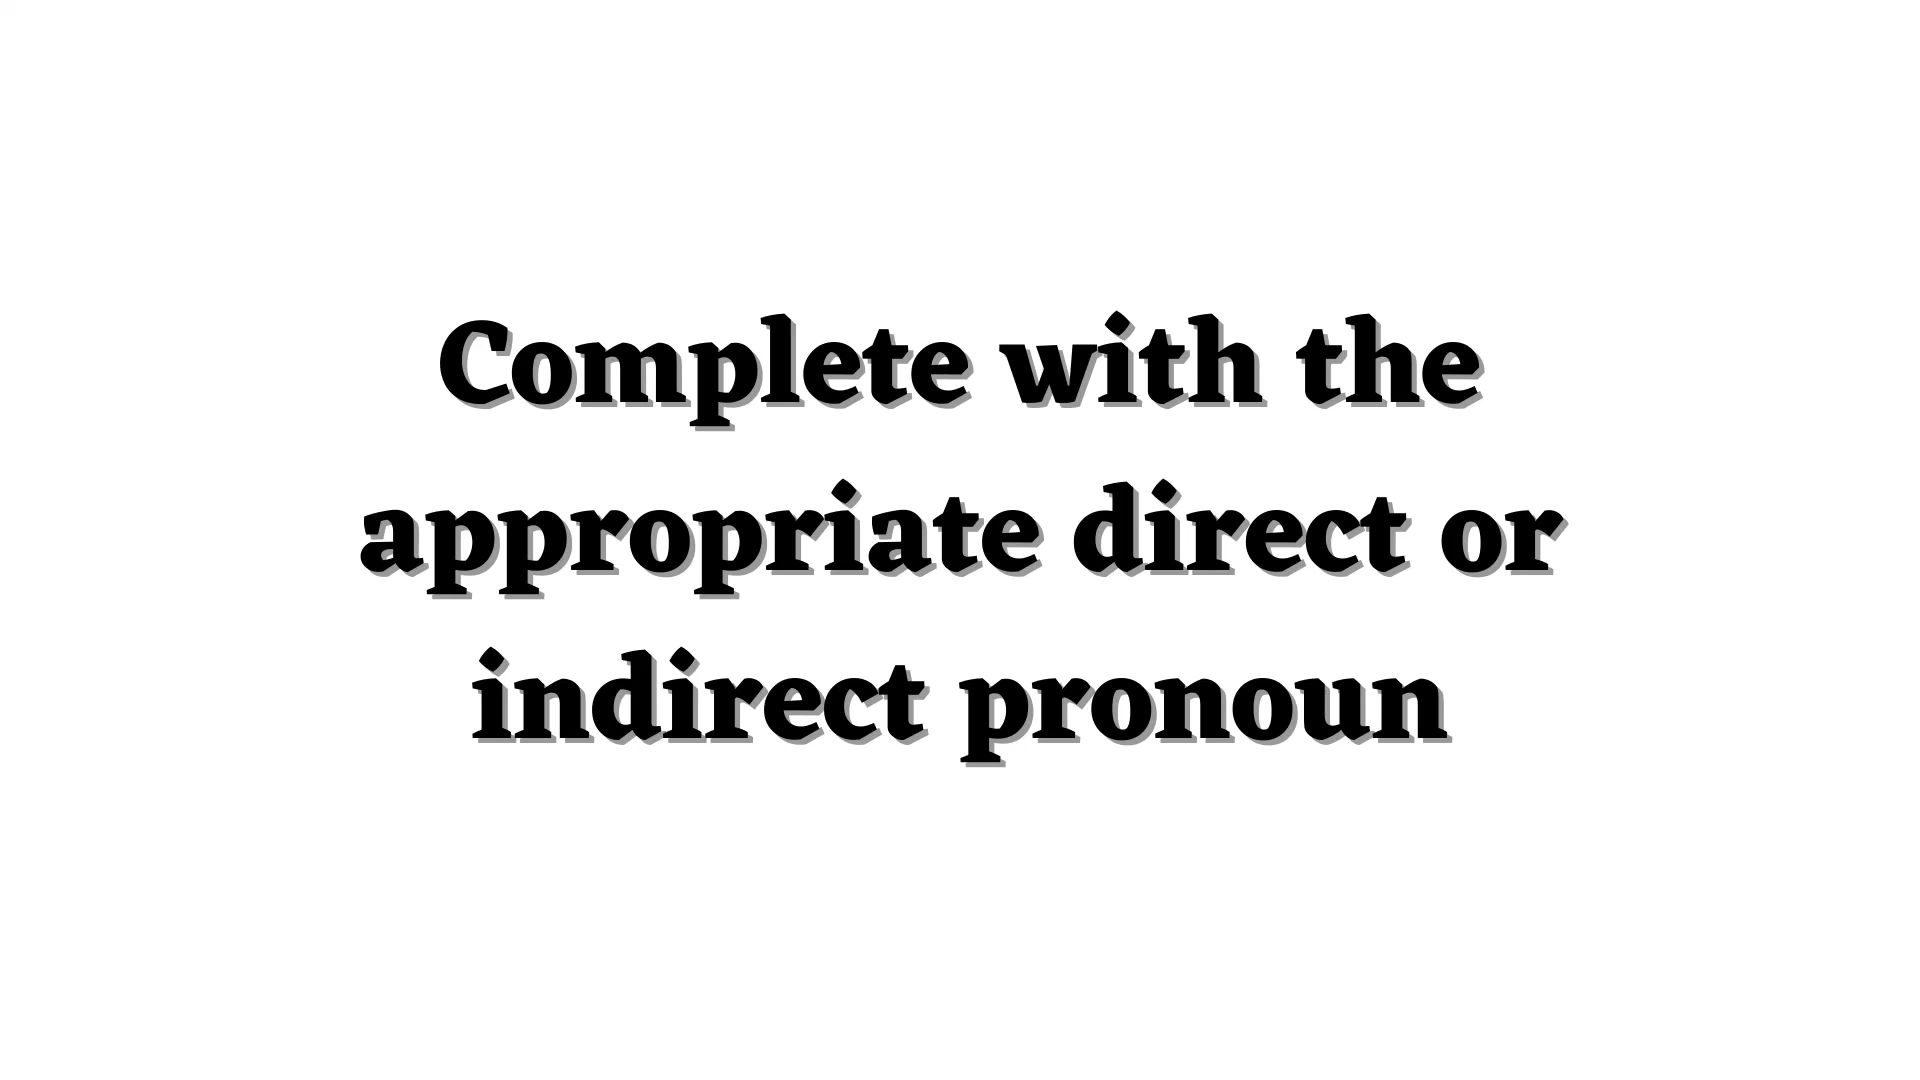 Complete with the
appropriate direct or
indirect pronoun